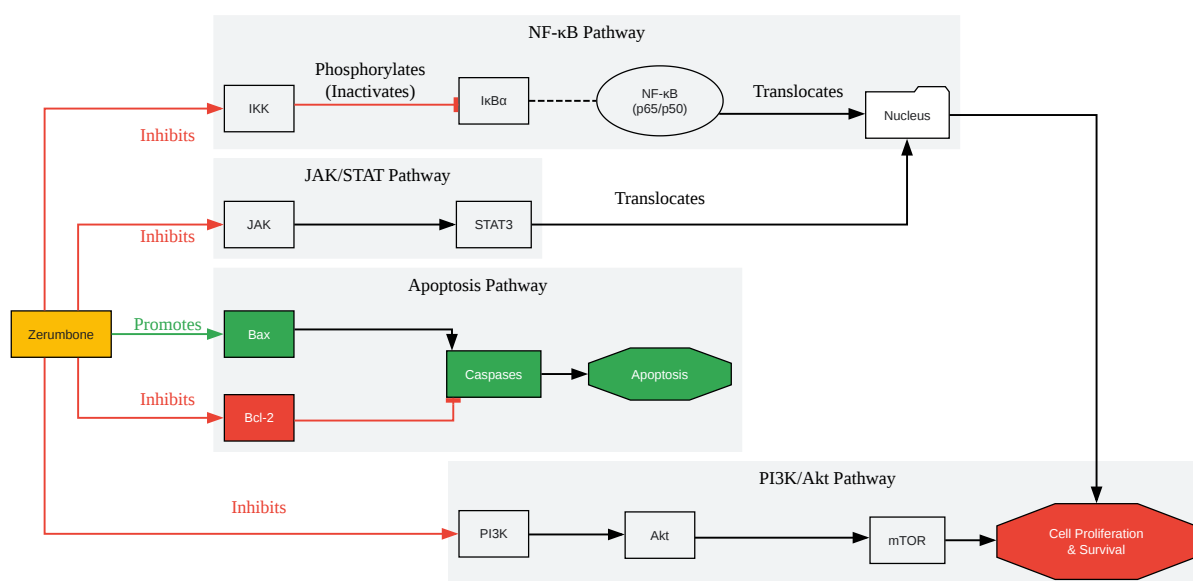 NF-κB Pathway
Phosphorylates
(Inactivates)
IKK
IκBα
NF-κB
(p65/p50)
Translocates
Nucleus
Inhibits
JAK/STAT Pathway
JAK
STAT3
Translocates
Inhibits
Apoptosis Pathway
Zerumbone
Promotes
Bax
Caspases
Apoptosis
Inhibits
Bcl-2
PI3K/Akt Pathway
Inhibits
PI3K
Akt
mTOR
Cell Proliferation
& Survival